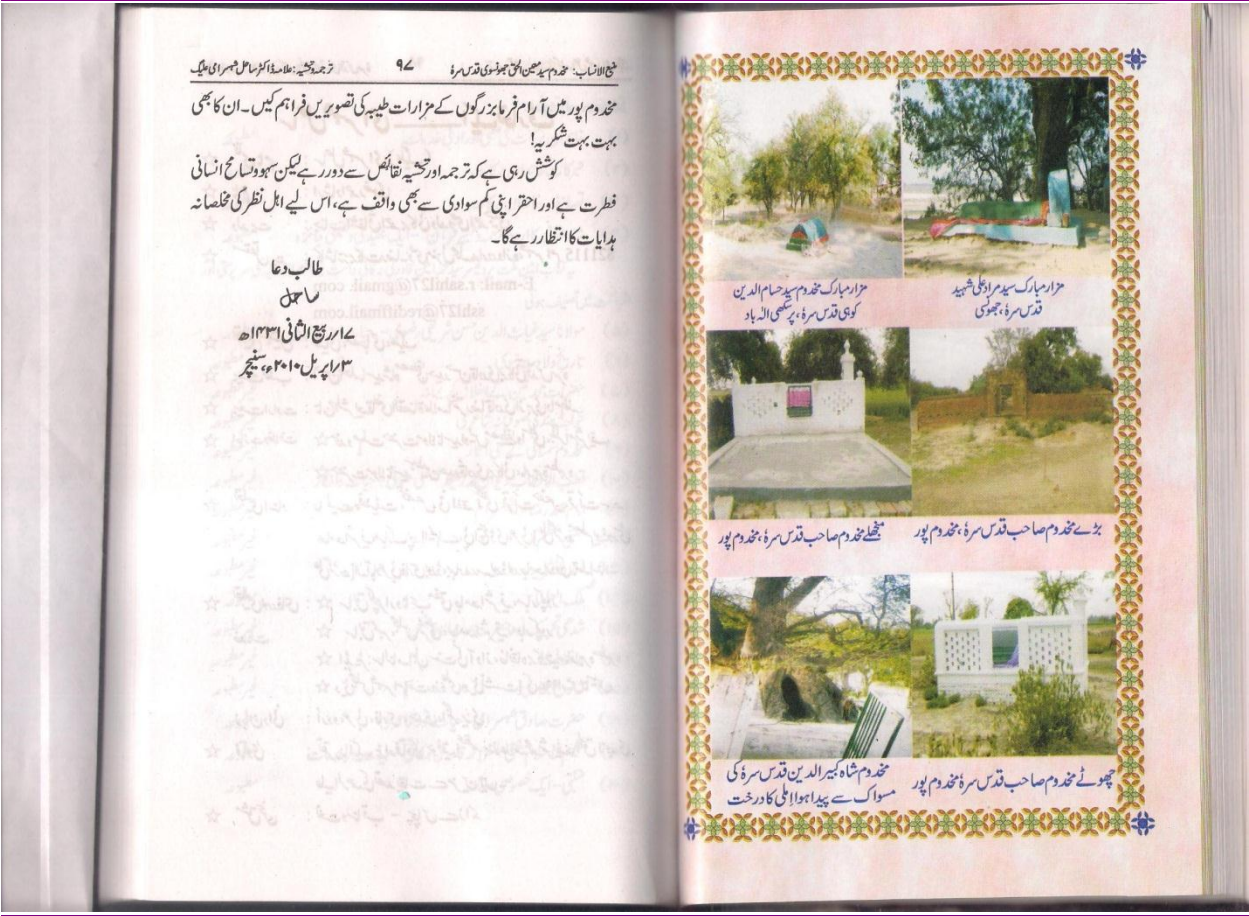 منبع الانساب: مخدوم سید معین الحق جھونسوی قدس سرہٗ ۹۷ ترجمہ وتحشیہ: علامہ ڈاکٹر ساحل شہسرامی علیگ
مخدوم پور میں آرام فرما بزرگوں کے مزارات طیبہ کی تصویریں فراہم کیں۔ ان کا بھی
بہت بہت شکریہ!
کوشش رہی ہے کہ ترجمہ اور تحشیہ نقائص سے دور رہے لیکن سہو و تسامح انسانی
فطرت ہے اور احقر اپنی کم سوادی سے بھی واقف ہے، اس لیے اہل نظر کی مخلصانہ
ہدایات کا انتظار رہے گا۔
طالب دعا
ساحل
۱۷؍ ربیع الثانی ۱۴۳۱ھ
۳؍ اپریل ۲۰۱۰ء، سنیچر
مزار مبارک سید مراد علی شہید
قدس سرہٗ، جھوسی
مزار مبارک مخدوم سید حسام الدین
کوہی قدس سرہٗ، پر سکھی الٰہ باد
بڑے مخدوم صاحب قدس سرہٗ، مخدوم پور
منجھلے مخدوم صاحب قدس سرہٗ، مخدوم پور
چھوٹے مخدوم صاحب قدس سرہٗ مخدوم پور
مخدوم شاہ کبیر الدین قدس سرہٗ کی
مسواک سے پیدا ہوا املی کا درخت